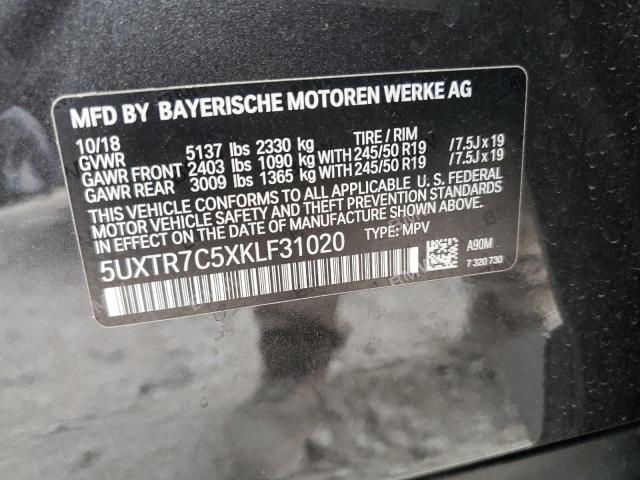 MFD BY BAYERISCHE MOTOREN WERKE AG
10/18 TIRE / RIM
GVWR 5137 lbs 2330 kg
GAWR FRONT 2403 lbs 1090 kg WITH 245/50 R19 /7.5J x 19
GAWR REAR 3009 lbs 1365 kg WITH 245/50 R19 /7.5J x 19
THIS VEHICLE CONFORMS TO ALL APPLICABLE U. S. FEDERAL
MOTOR VEHICLE SAFETY AND THEFT PREVENTION STANDARDS
IN EFFECT ON THE DATE OF MANUFACTURE SHOWN ABOVE.
5UXTR7C5XKLF31020 TYPE: MPV
A90M
7 320 730